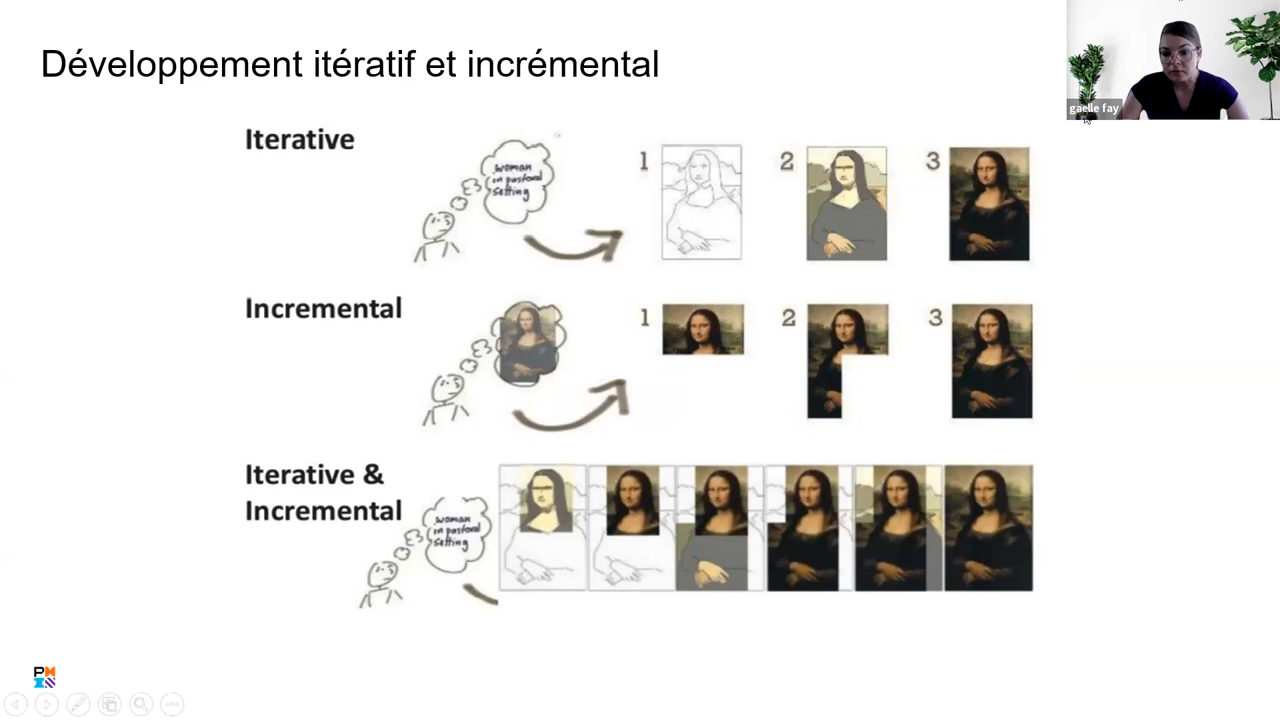 Développement itératif et incrémental
gaelle fay
Iterative
woman
in pastoral
setting
1
2
3
Incremental
1
2
3
Iterative &
Incremental
woman
in pastoral
setting
PM